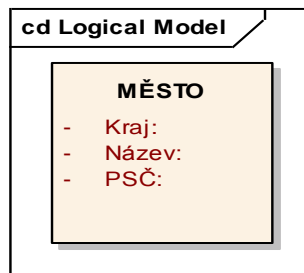 cd Logical Model
MĚSTO
- Kraj:
- Název:
- PSČ: